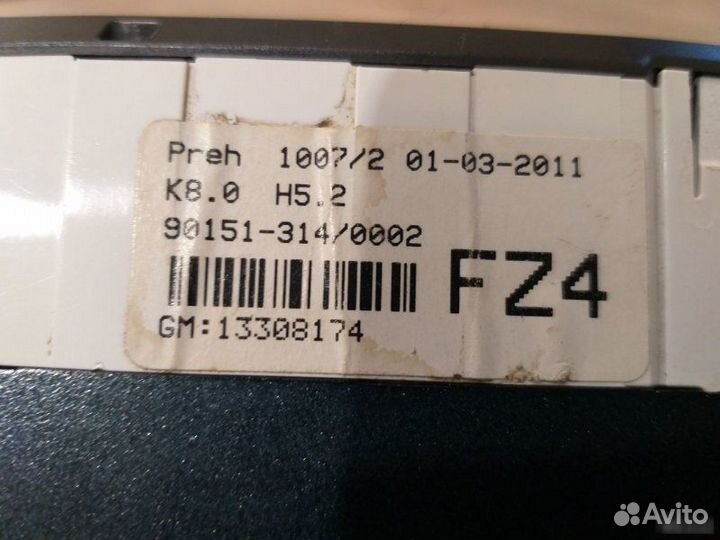 Preh 1007/2 01-03-2011
K8.0 H5.2
90151-314/0002
FZ4
GM:13308174
Avito